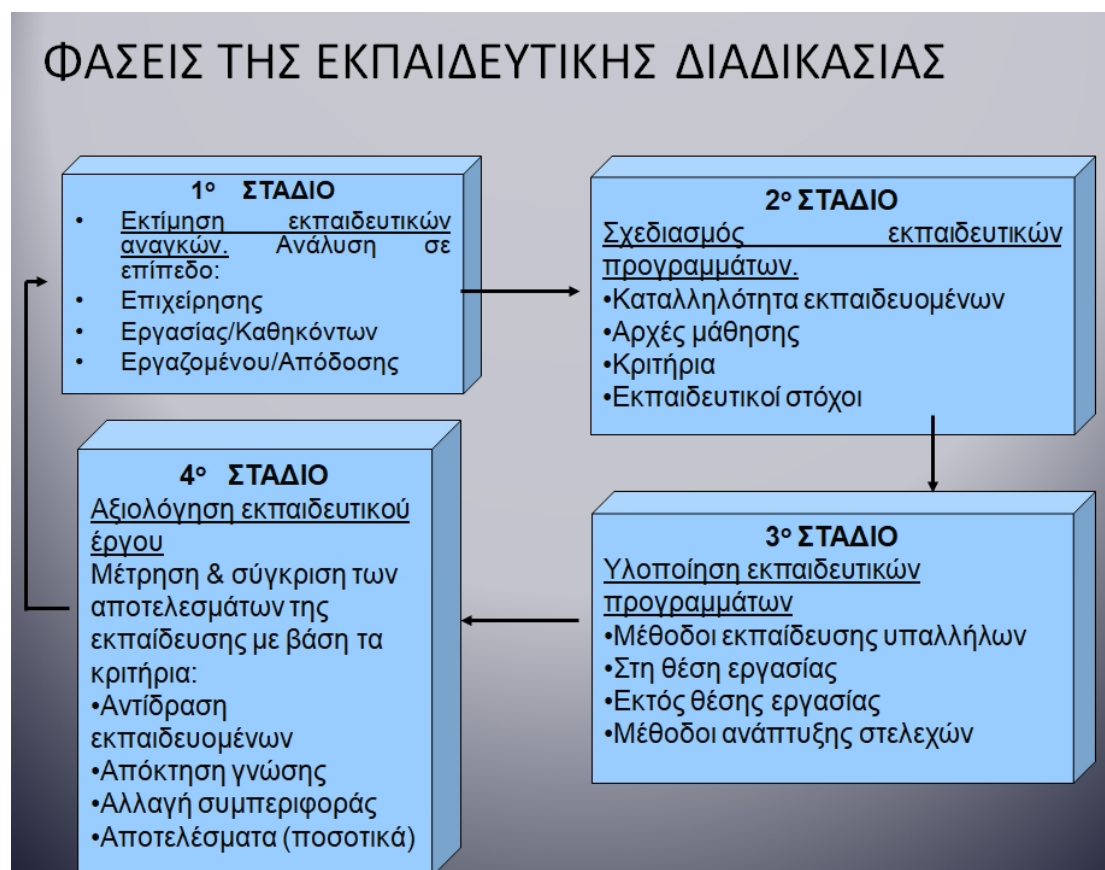 ΦΑΣΕΙΣ ΤΗΣ ΕΚΠΑΙΔΕΥΤΙΚΗΣ ΔΙΑΔΙΚΑΣΙΑΣ
1ο ΣΤΑΔΙΟ
• Εκτίμηση εκπαιδευτικών
αναγκών. Ανάλυση σε
επίπεδο:
• Επιχείρησης
• Εργασίας/Καθηκόντων
• Εργαζομένου/Απόδοσης
2ο ΣΤΑΔΙΟ
Σχεδιασμός εκπαιδευτικών
προγραμμάτων.
•Καταλληλότητα εκπαιδευομένων
•Αρχές μάθησης
•Κριτήρια
•Εκπαιδευτικοί στόχοι
3ο ΣΤΑΔΙΟ
Υλοποίηση εκπαιδευτικών
προγραμμάτων
•Μέθοδοι εκπαίδευσης υπαλλήλων
•Στη θέση εργασίας
•Εκτός θέσης εργασίας
•Μέθοδοι ανάπτυξης στελεχών
4ο ΣΤΑΔΙΟ
Αξιολόγηση εκπαιδευτικού
έργου
Μέτρηση & σύγκριση των
αποτελεσμάτων της
εκπαίδευσης με βάση τα
κριτήρια:
•Αντίδραση
εκπαιδευομένων
•Απόκτηση γνώσης
•Αλλαγή συμπεριφοράς
•Αποτελέσματα (ποσοτικά)